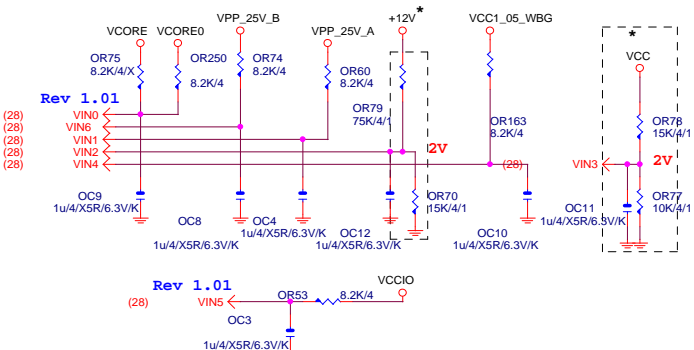 +12V *
VCORE VCORE0 VPP_25V_B VPP_25V_A VCC1_05_WBG
OR75
8.2K/4/X
OR250
8.2K/4
OR74
8.2K/4
OR60
8.2K/4
OR79
75K/4/1
OR163
8.2K/4
Rev 1.01
(28) VIN0
(28) VIN6
(28) VIN1
(28) VIN2
(28) VIN4
2V
(28)
OC9
1u/4/X5R/6.3V/K
OC8
1u/4/X5R/6.3V/K
OC4
1u/4/X5R/6.3V/K
OC12
1u/4/X5R/6.3V/K
OR70
15K/4/1
OC10
1u/4/X5R/6.3V/K
*
VCC
OR78
15K/4/1
VIN3
2V
OC11
1u/4/X5R/6.3V/K
OR77
10K/4/1
Rev 1.01
(28) VIN5
OR53
8.2K/4
VCCIO
OC3
1u/4/X5R/6.3V/K